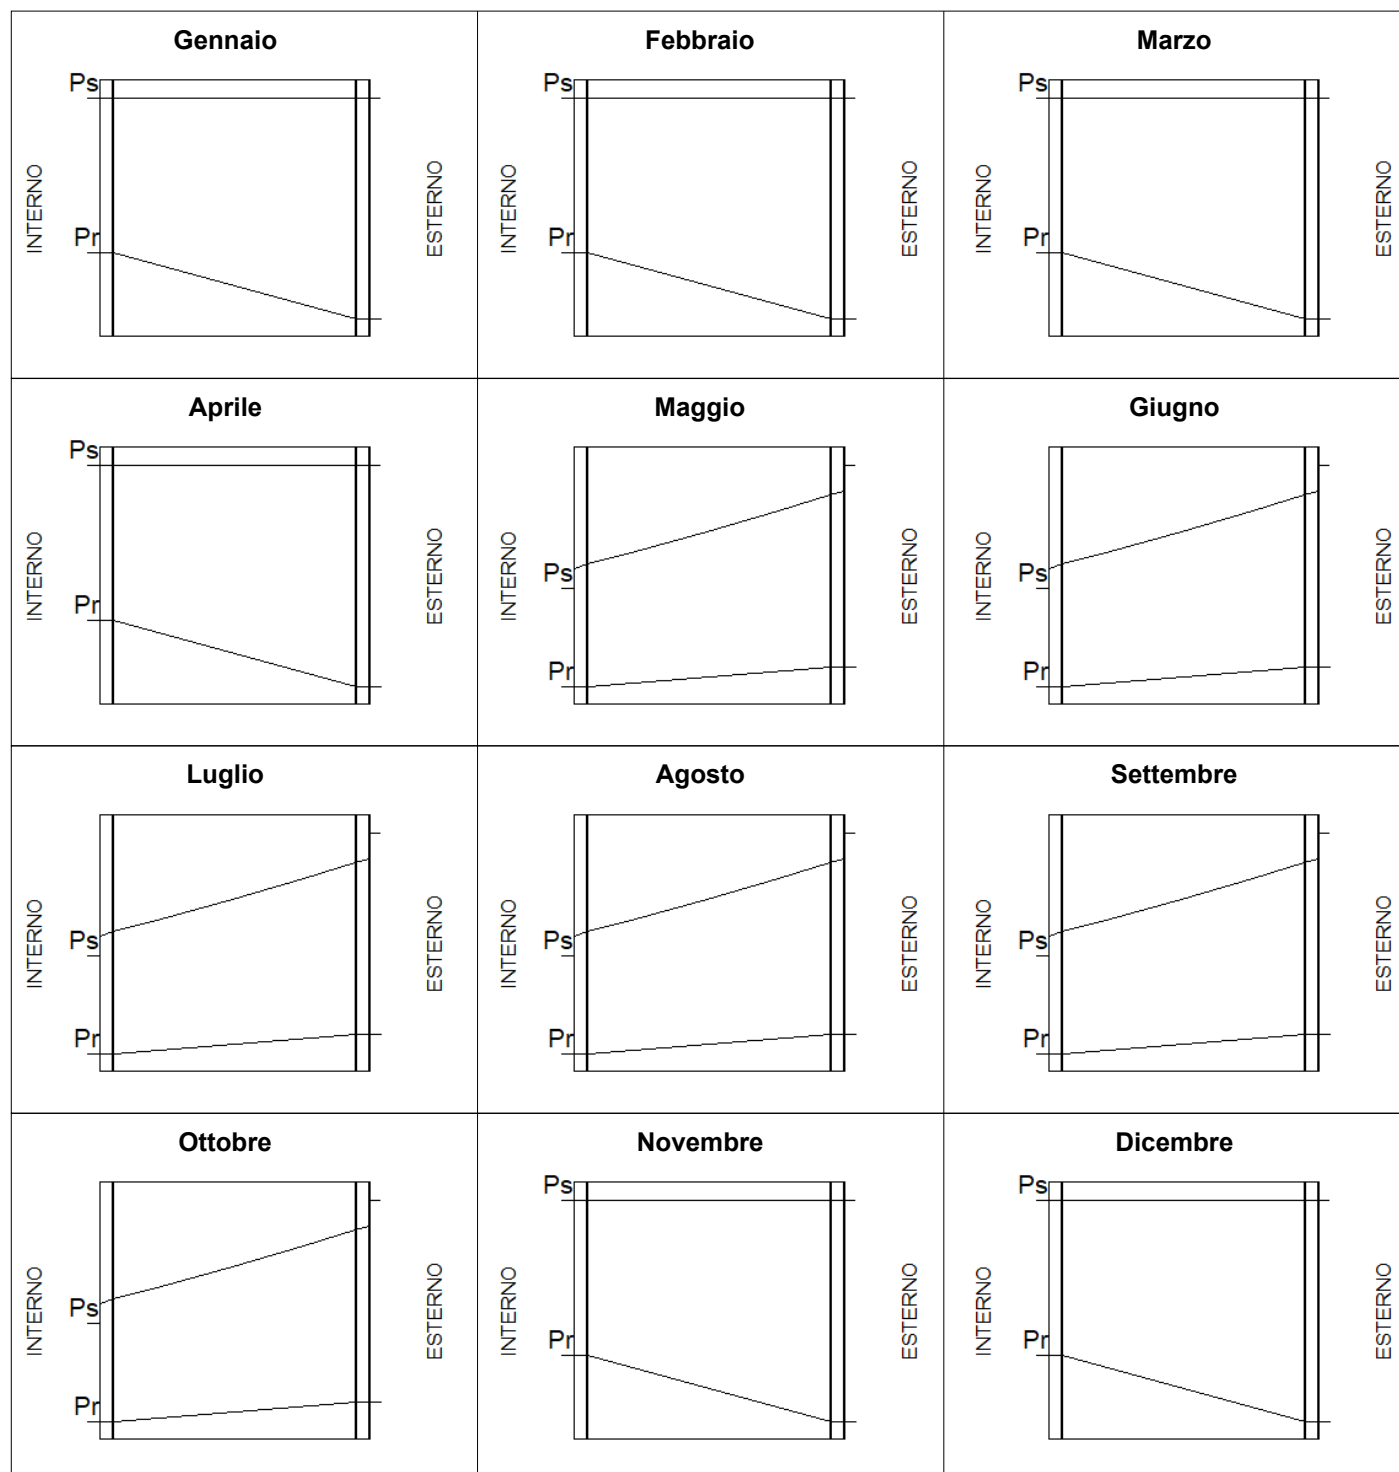 Gennaio
Ps
Pr
INTERNO
ESTERNO
Febbraio
Ps
Pr
INTERNO
ESTERNO
Marzo
Ps
Pr
INTERNO
ESTERNO
Aprile
Ps
Pr
INTERNO
ESTERNO
Maggio
Ps
Pr
INTERNO
ESTERNO
Giugno
Ps
Pr
INTERNO
ESTERNO
Luglio
Ps
Pr
INTERNO
ESTERNO
Agosto
Ps
Pr
INTERNO
ESTERNO
Settembre
Ps
Pr
INTERNO
ESTERNO
Ottobre
Ps
Pr
INTERNO
ESTERNO
Novembre
Ps
Pr
INTERNO
ESTERNO
Dicembre
Ps
Pr
INTERNO
ESTERNO